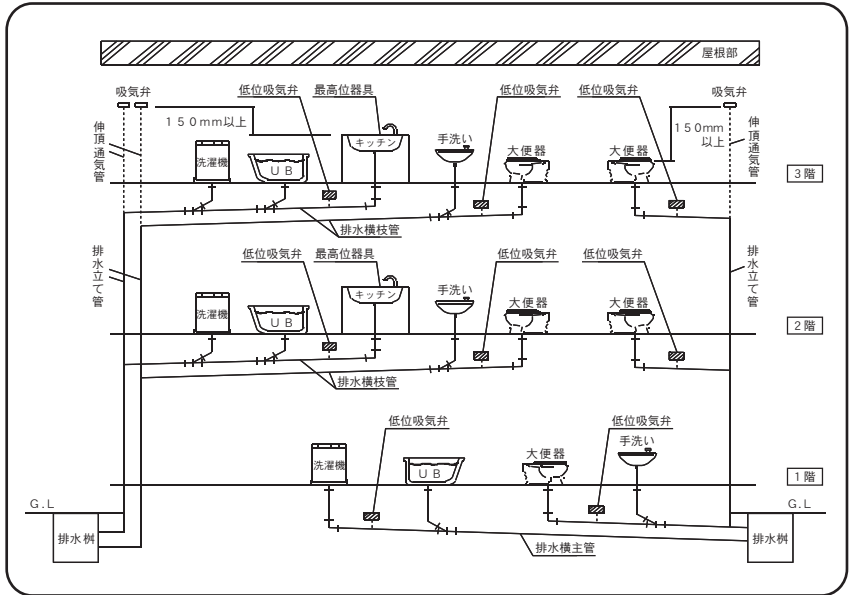 屋根部
吸気弁
低位吸気弁
最高位器具
低位吸気弁
低位吸気弁
吸気弁
150mm以上
手洗い
キッチン
大便器
大便器
150mm
以上
伸頂通気管
伸頂通気管
洗濯機
UB
3階
排水横枝管
排水立て管
低位吸気弁
最高位器具
低位吸気弁
低位吸気弁
排水立て管
手洗い
キッチン
大便器
大便器
洗濯機
UB
2階
排水横枝管
低位吸気弁
低位吸気弁
手洗い
大便器
洗濯機
UB
1階
G.L
G.L
排水桝
排水横主管
排水桝